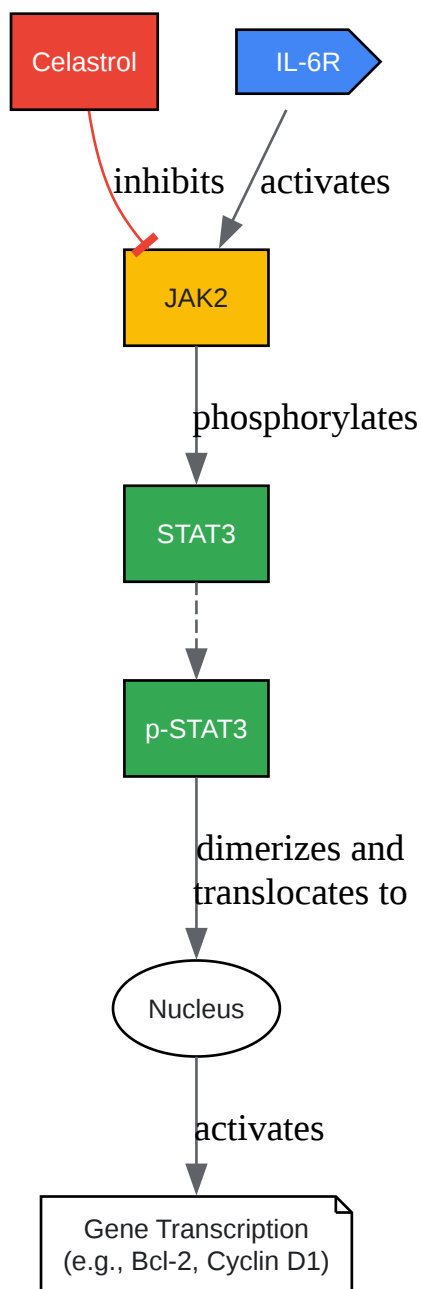 Celastrol
IL-6R
inhibits
activates
JAK2
phosphorylates
STAT3
p-STAT3
dimerizes and
translocates to
Nucleus
activates
Gene Transcription
(e.g., Bcl-2, Cyclin D1)